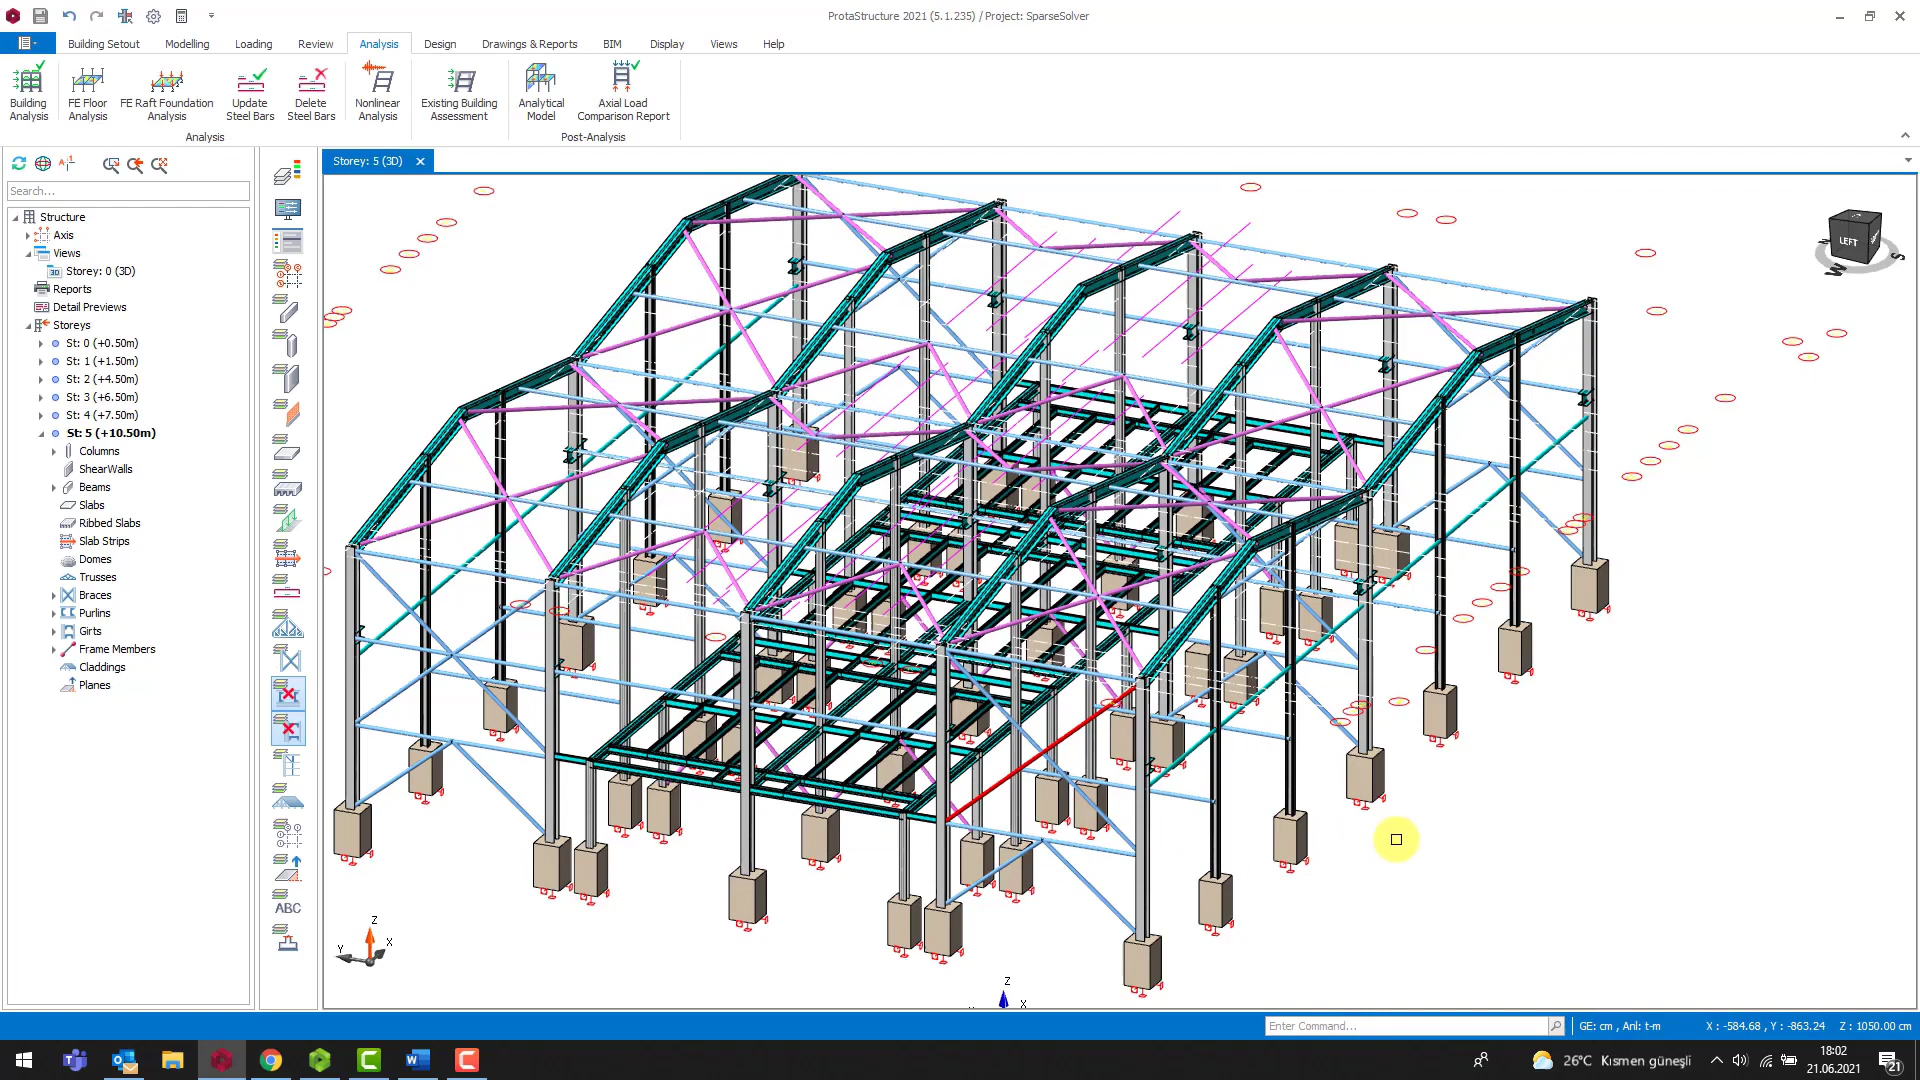 ProtaStructure 2021 (5.1.235) / Project: SparseSolver
Building Setout
Modelling
Loading
Review
Analysis
Design
Drawings & Reports
BIM
Display
Views
Help
Building Analysis
FE Floor Analysis
FE Raft Foundation Analysis
Update Steel Bars
Delete Steel Bars
Nonlinear Analysis
Existing Building Assessment
Analytical Model
Axial Load Comparison Report
Analysis
Post-Analysis
Storey: 5 (3D)
Search...
Structure
Axis
Views
Storey: 0 (3D)
Reports
Detail Previews
Storeys
St: 0 (+0.50m)
St: 1 (+1.50m)
St: 2 (+4.50m)
St: 3 (+6.50m)
St: 4 (+7.50m)
St: 5 (+10.50m)
Columns
ShearWalls
Beams
Slabs
Ribbed Slabs
Slab Strips
Domes
Trusses
Braces
Purlins
Girts
Frame Members
Claddings
Planes
ABC
LEFT
W
S
Z
Y
X
Z
X
Enter Command...
GE: cm , Anl: t-m
X : -584.68 , Y : -863.24
Z : 1050.00 cm
26°C Kısmen güneşli
18:02
21.06.2021
21